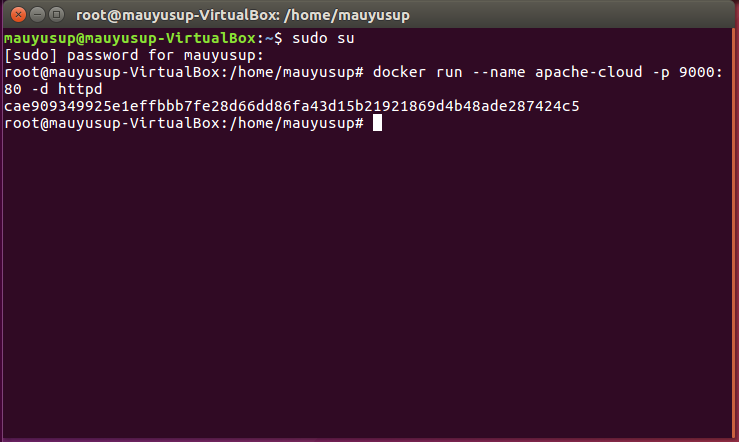 root@mauyusup-VirtualBox: /home/mauyusup
mauyusup@mauyusup-VirtualBox:~$ sudo su
[sudo] password for mauyusup:
root@mauyusup-VirtualBox:/home/mauyusup# docker run --name apache-cloud -p 9000:
80 -d httpd
cae909349925e1effbbb7fe28d66dd86fa43d15b21921869d4b48ade287424c5
root@mauyusup-VirtualBox:/home/mauyusup#